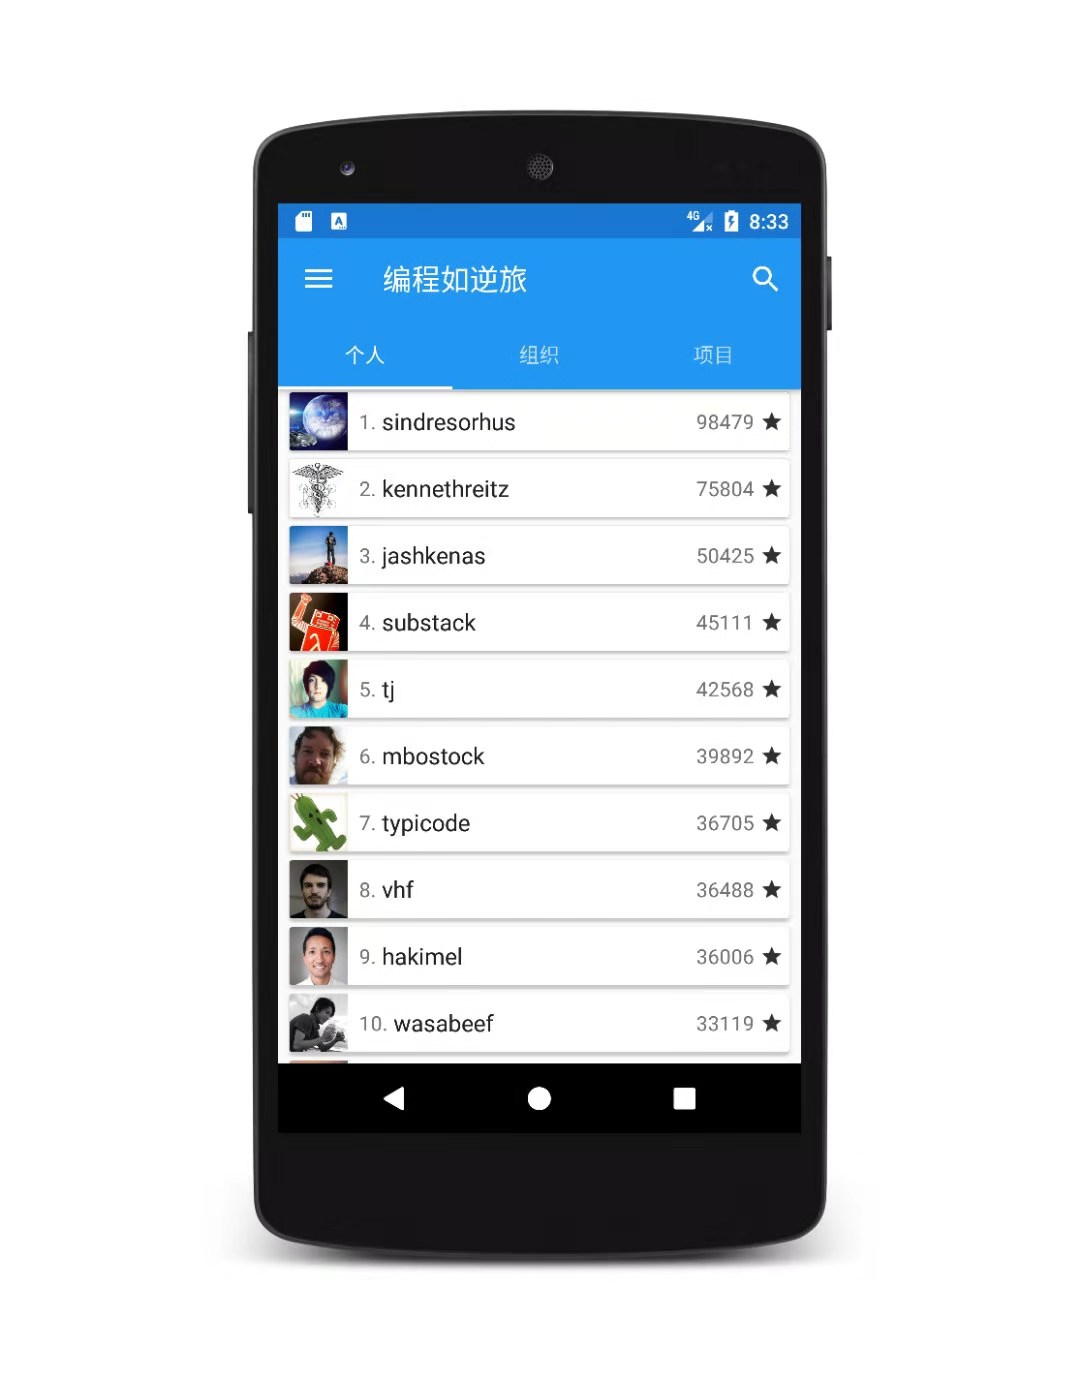 4G 8:33
编程如逆旅
个人 组织 项目
1. sindresorhus 98479
2. kennethreitz 75804
3. jashkenas 50425
4. substack 45111
5. tj 42568
6. mbostock 39892
7. typicode 36705
8. vhf 36488
9. hakimel 36006
10. wasabeef 33119